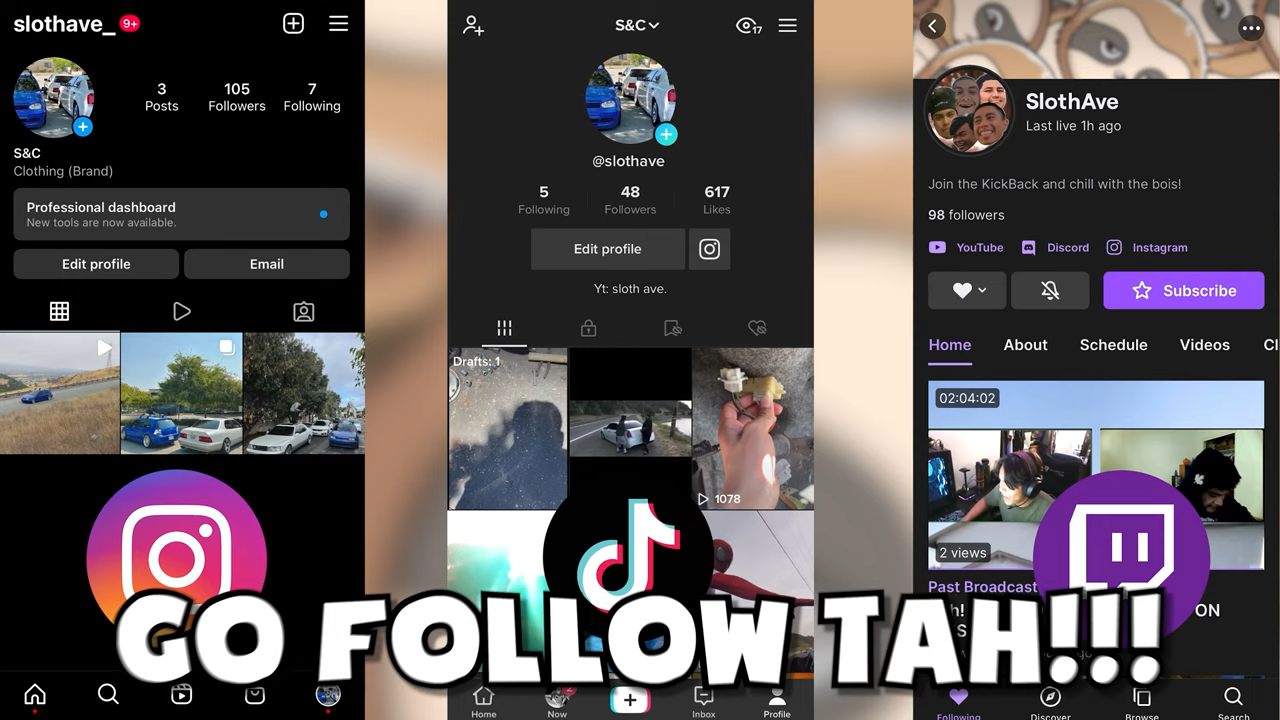 slothave_ 9+
3 105 7
Posts Followers Following
S&C
Clothing (Brand)
Professional dashboard
New tools are now available.
Edit profile Email
S&C 17
@slothave
5 48 617
Following Followers Likes
Edit profile
Yt: sloth ave.
Drafts: 1
1078
Home Now Inbox Profile
SlothAve
Last live 1h ago
Join the KickBack and chill with the bois!
98 followers
YouTube Discord Instagram
Subscribe
Home About Schedule Videos Cl
02:04:02
2 views
Past Broadcast
ON
Following Discover Browse Search
GO FOLLOW TAH!!!